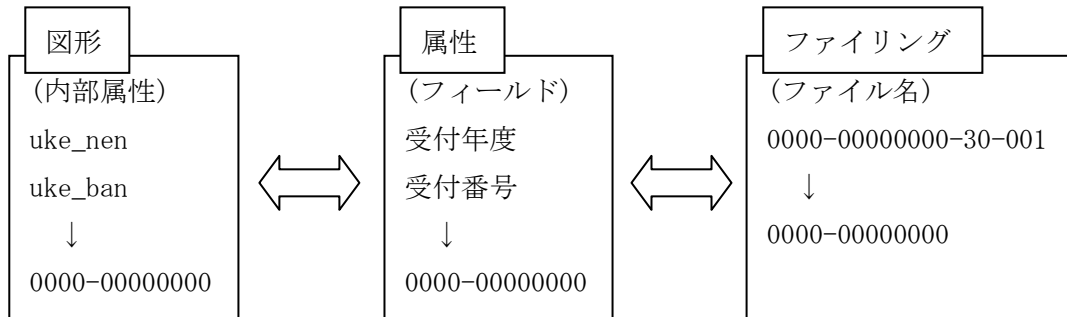 図形
(内部属性)
uke_nen
uke_ban
↓
0000-00000000
属性
(フィールド)
受付年度
受付番号
↓
0000-00000000
ファイリング
(ファイル名)
0000-00000000-30-001
↓
0000-00000000